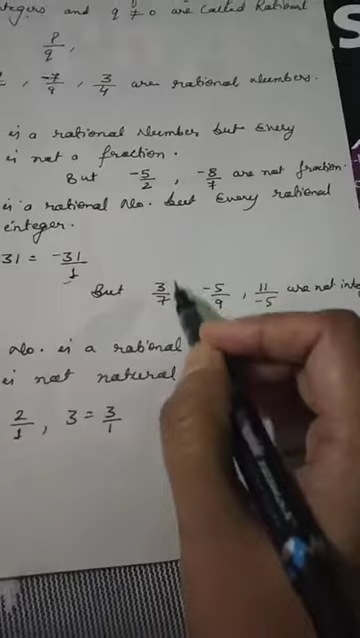 tegers and q ≠ 0 are called Rational
p/q ,
, -7/9 , 3/4 are rational Numbers.
is a rational Number but Every
is not a fraction.
But -5/2 , -8/7 are not fraction.
is a rational No. but Every rational
integer.
31 = -31/1
But 3/7 -5/9 , 11/-5 are not inte
No. is a rational
is not natural
2/1 , 3 = 3/1